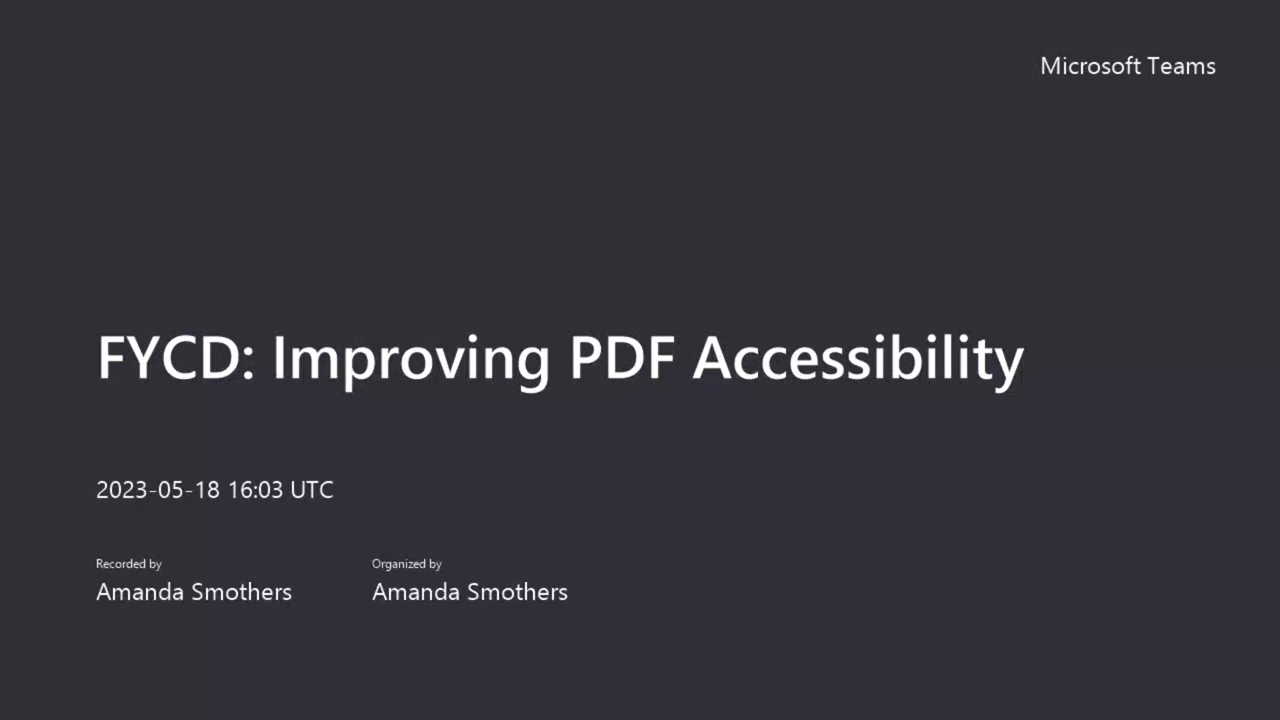 Microsoft Teams
FYCD: Improving PDF Accessibility
2023-05-18 16:03 UTC
Recorded by
Amanda Smothers
Organized by
Amanda Smothers